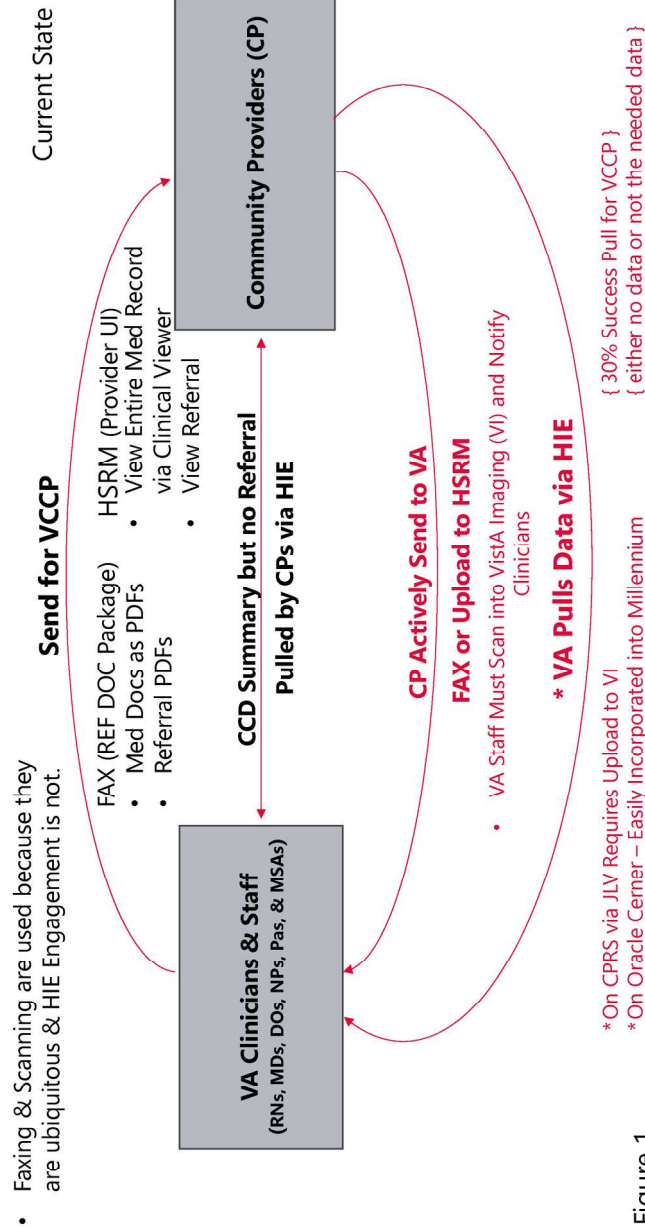 • Faxing & Scanning are used because they
are ubiquitous & HIE Engagement is not.
Current State
Send for VCCP
FAX (REF DOC Package)
• Med Docs as PDFs
• Referral PDFs
HSRM (Provider UI)
• View Entire Med Record
via Clinical Viewer
• View Referral
VA Clinicians & Staff
(RNs, MDs, DOs, NPs, Pas, & MSAs)
Community Providers (CP)
CCD Summary but no Referral
Pulled by CPs via HIE
CP Actively Send to VA
FAX or Upload to HSRM
• VA Staff Must Scan into VistA Imaging (VI) and Notify
Clinicians
* VA Pulls Data via HIE
*On CPRS via JLV Requires Upload to VI
*On Oracle Cerner – Easily Incorporated into Millennium
{ 30% Success Pull for VCCP }
{ either no data or not the needed data }
Figure 1